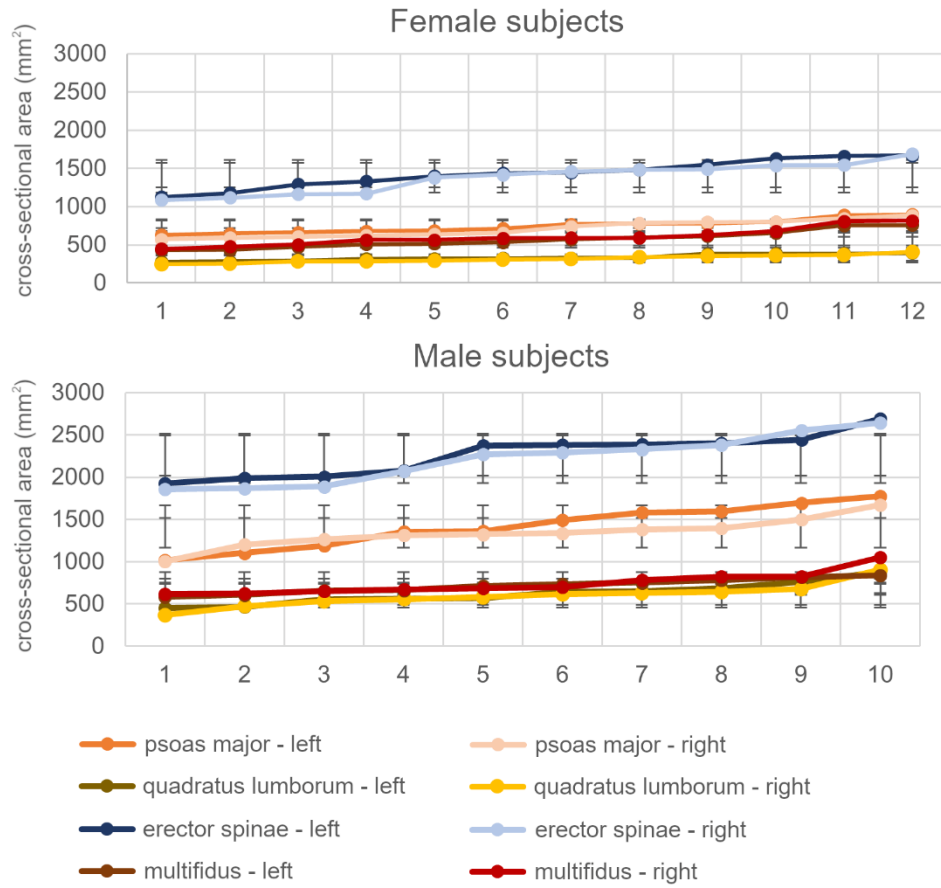 Female subjects
cross-sectional area (mm²)
3000
2500
2000
1500
1000
500
0
1 2 3 4 5 6 7 8 9 10 11 12
Male subjects
cross-sectional area (mm²)
3000
2500
2000
1500
1000
500
0
1 2 3 4 5 6 7 8 9 10
psoas major - left psoas major - right
quadratus lumborum - left quadratus lumborum - right
erector spinae - left erector spinae - right
multifidus - left multifidus - right